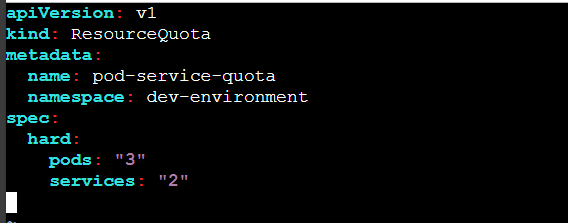 apiVersion: v1
kind: ResourceQuota
metadata:
  name: pod-service-quota
  namespace: dev-environment
spec:
  hard:
    pods: "3"
    services: "2"